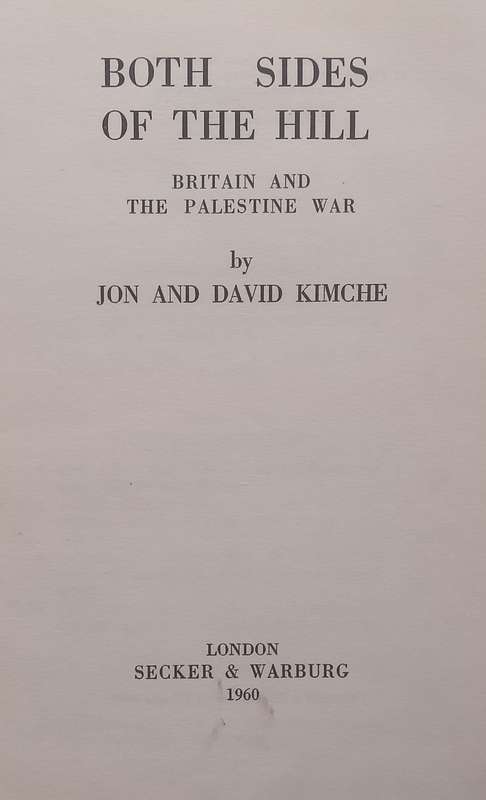 BOTH SIDES
OF THE HILL
BRITAIN AND
THE PALESTINE WAR
by
JON AND DAVID KIMCHE
LONDON
SECKER & WARBURG
1960